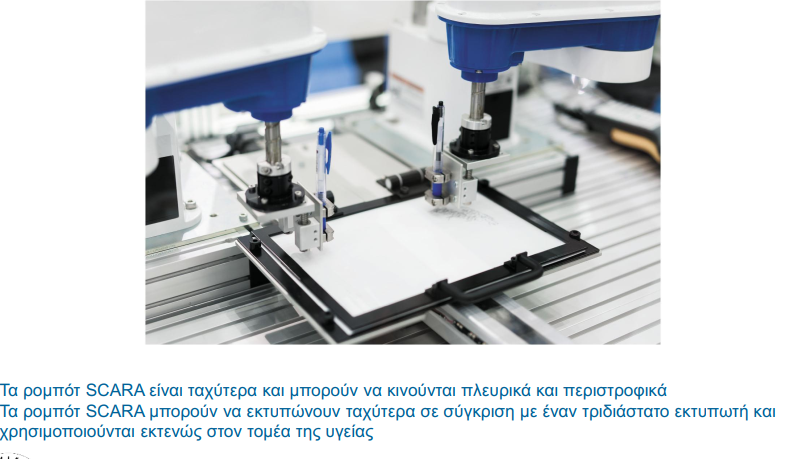 Τα ρομπότ SCARA είναι ταχύτερα και μπορούν να κινούνται πλευρικά και περιστροφικά
Τα ρομπότ SCARA μπορούν να εκτυπώνουν ταχύτερα σε σύγκριση με έναν τριδιάστατο εκτυπωτή και
χρησιμοποιούνται εκτενώς στον τομέα της υγείας